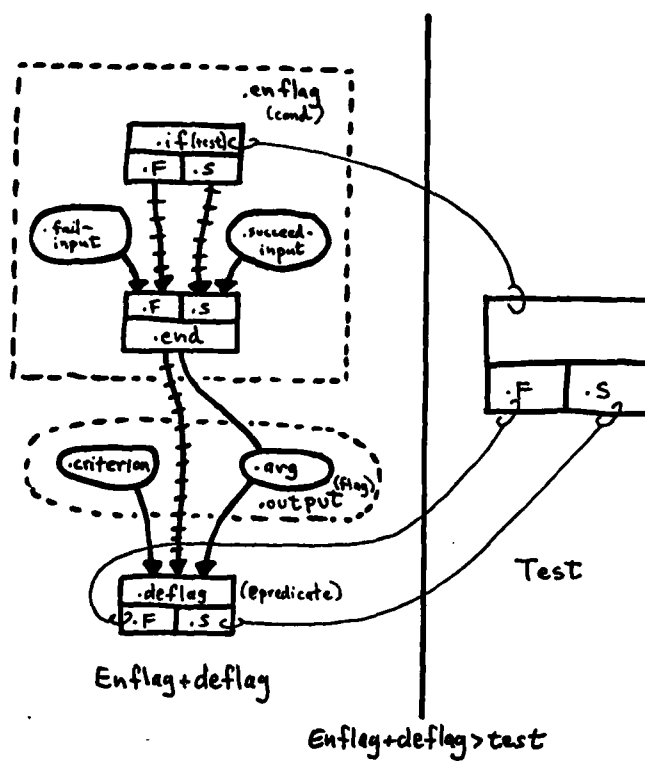 .enflag
(cond)
.if(test)
.F .S
.fail-
input
.succeed-
input
.F .S
.end
.F .S
.criterion
.arg
.output (flag)
.deflag (@predicate)
.F .S
Test
Enflag+deflag
Enflag+deflag>test